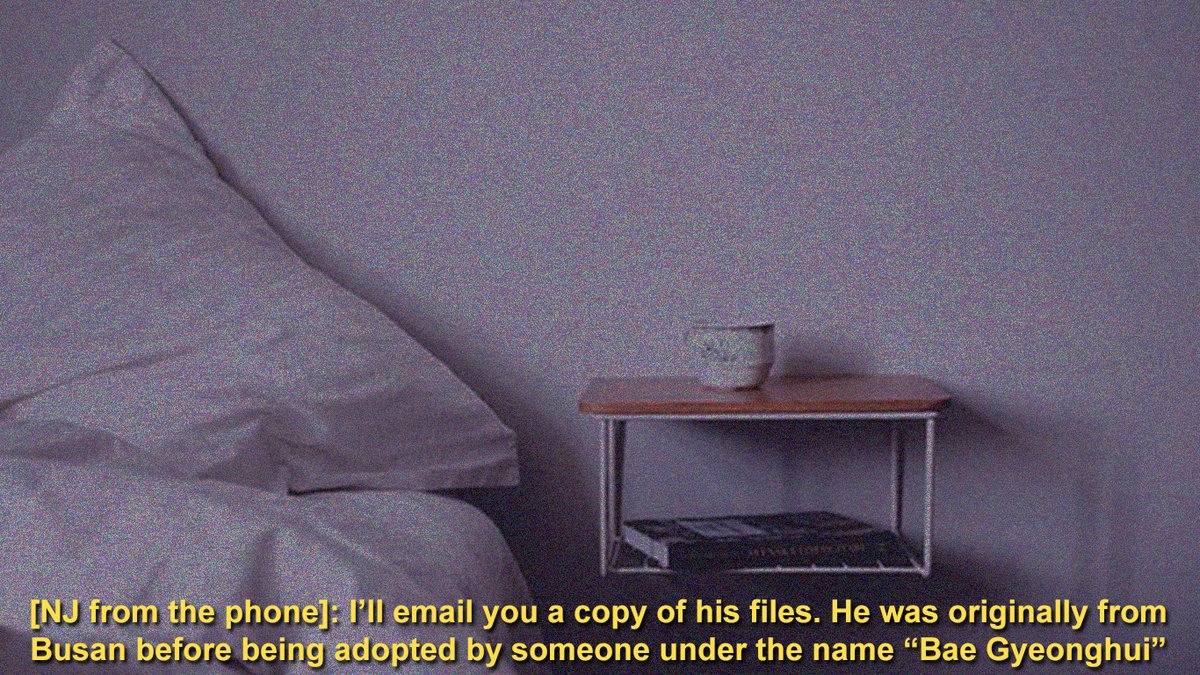 [NJ from the phone]: I’ll email you a copy of his files. He was originally from
Busan before being adopted by someone under the name “Bae Gyeonghui”